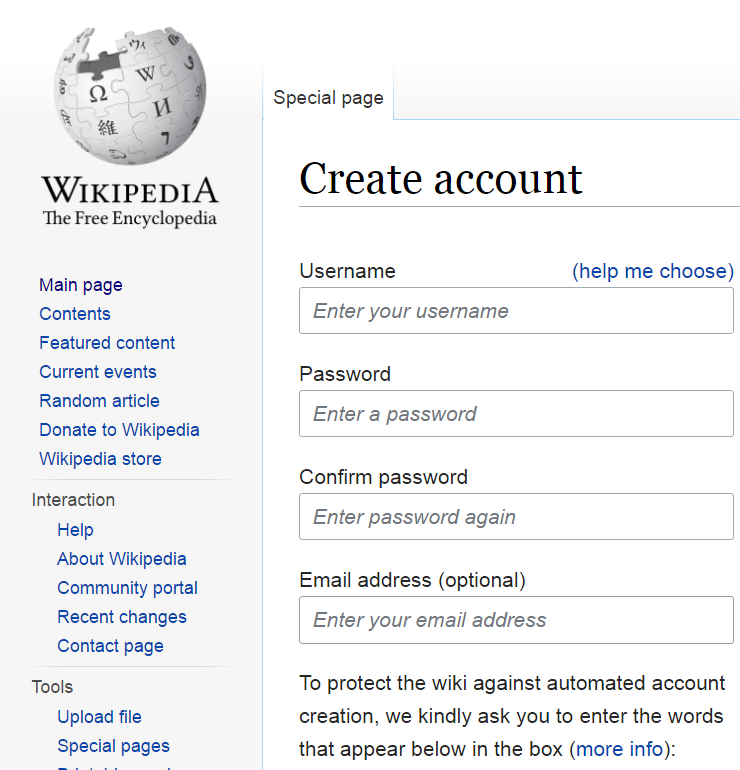 Ω
W
И
維
WIKIPEDIA
The Free Encyclopedia
Main page
Contents
Featured content
Current events
Random article
Donate to Wikipedia
Wikipedia store
Interaction
Help
About Wikipedia
Community portal
Recent changes
Contact page
Tools
Upload file
Special pages
Special page
Create account
Username (help me choose)
Enter your username
Password
Enter a password
Confirm password
Enter password again
Email address (optional)
Enter your email address
To protect the wiki against automated account
creation, we kindly ask you to enter the words
that appear below in the box (more info):